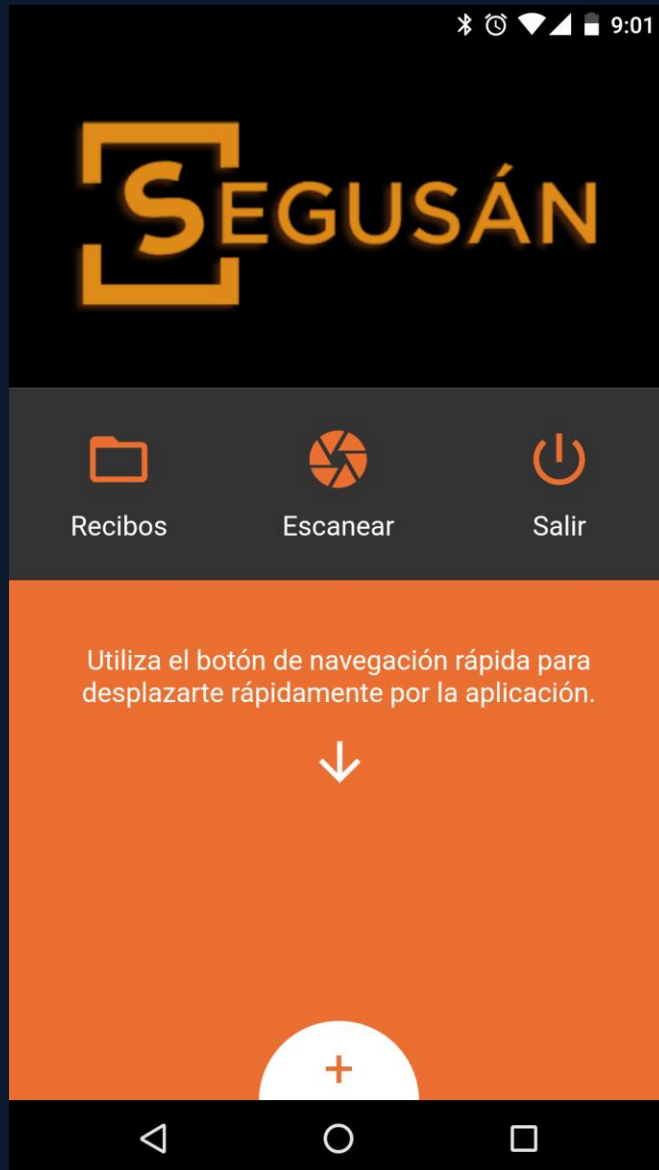 9:01
SEGUSÁN
Recibos Escanear Salir
Utiliza el botón de navegación rápida para
desplazarte rápidamente por la aplicación.
+